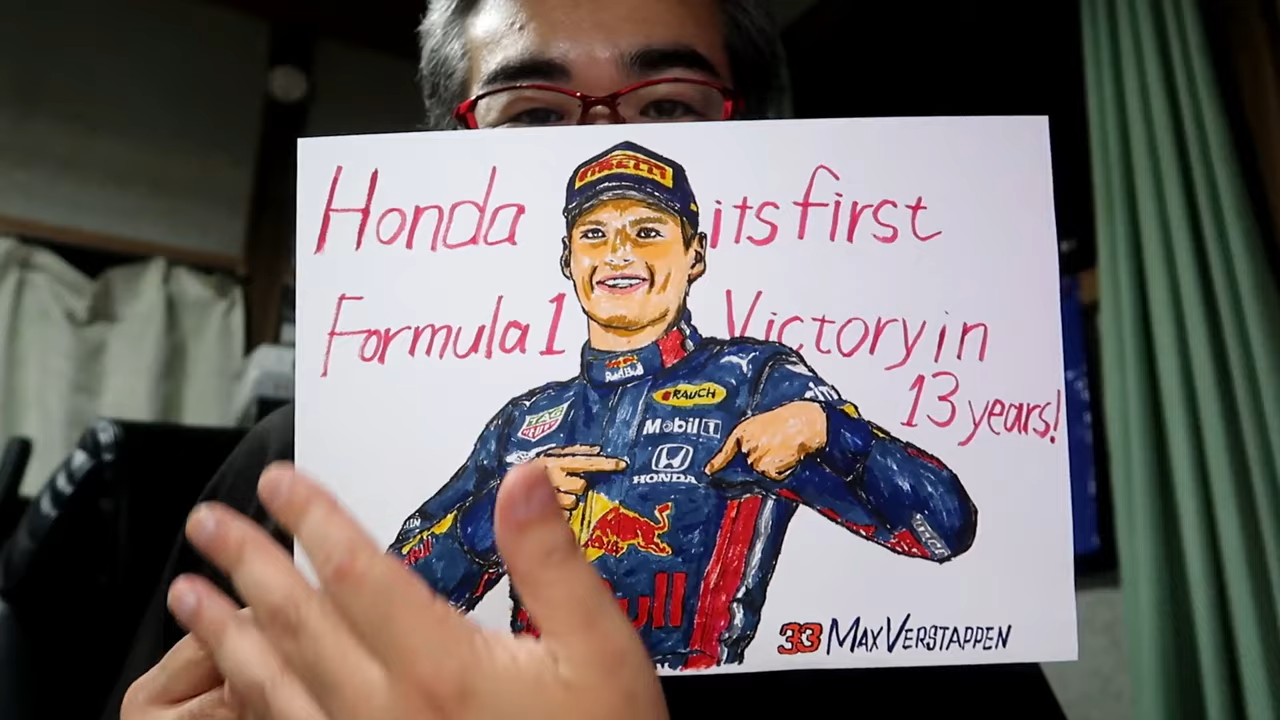 Honda its first
Formula 1 Victory in
13 years!
PIRELLI
Red Bull
RAUCH
TAG
Mobil 1
HONDA
33 MAX VERSTAPPEN